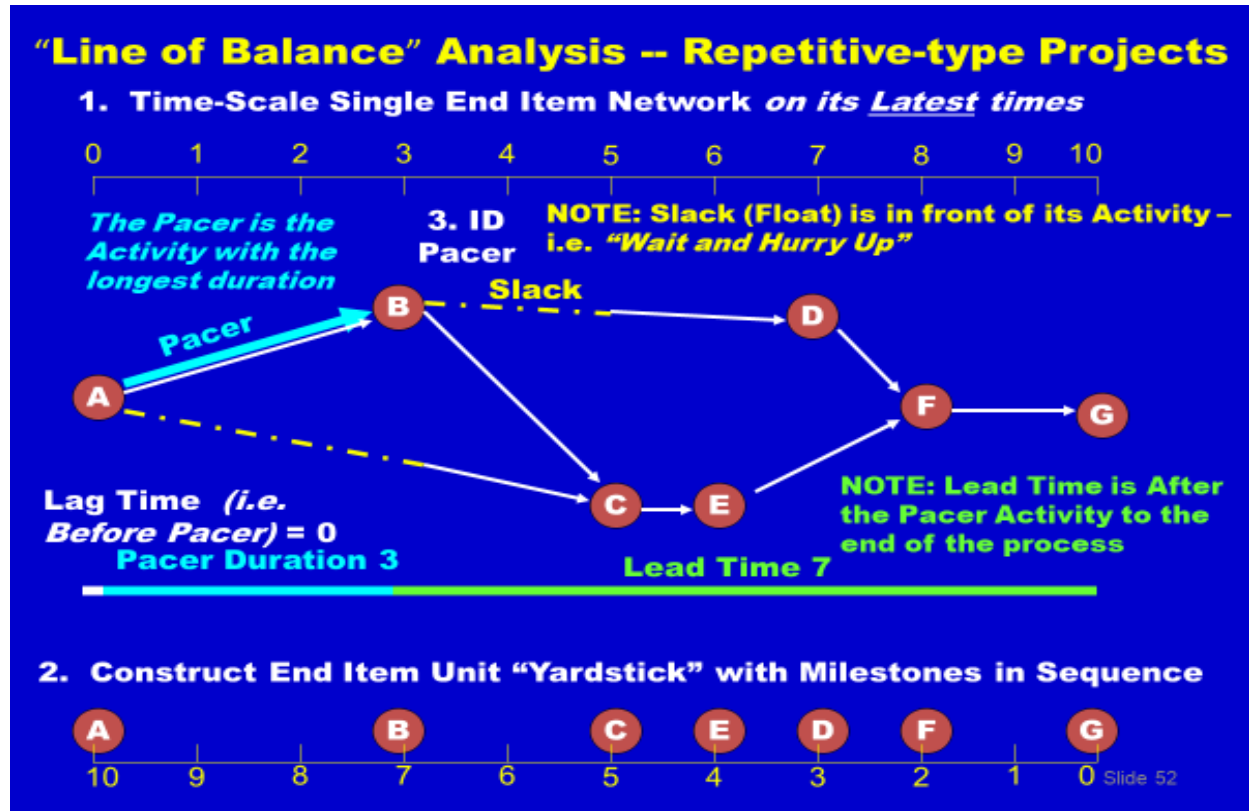 “Line of Balance” Analysis -- Repetitive-type Projects
1. Time-Scale Single End Item Network on its Latest times
0 1 2 3 4 5 6 7 8 9 10
The Pacer is the
Activity with the
longest duration
3. ID
Pacer
NOTE: Slack (Float) is in front of its Activity –
i.e. “Wait and Hurry Up”
Slack
B
D
Pacer
A
F
G
C
E
Lag Time (i.e.
Before Pacer) = 0
NOTE: Lead Time is After
the Pacer Activity to the
end of the process
Pacer Duration 3
Lead Time 7
2. Construct End Item Unit “Yardstick” with Milestones in Sequence
A B C E D F G
10 9 8 7 6 5 4 3 2 1 0
Slide 52